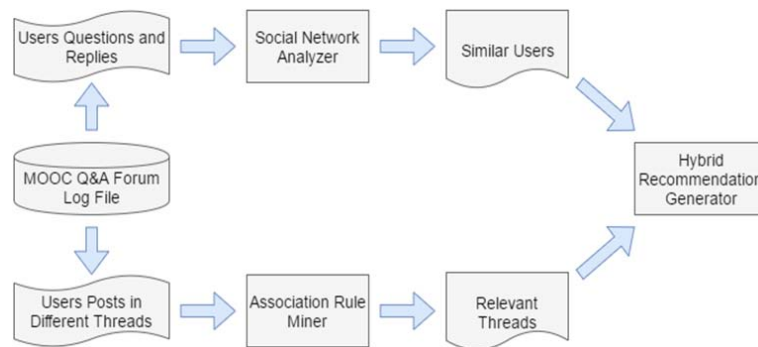 Users Questions and
Replies
Social Network
Analyzer
Similar Users
MOOC Q&A Forum
Log File
Hybrid
Recommendation
Generator
Users Posts in
Different Threads
Association Rule
Miner
Relevant
Threads